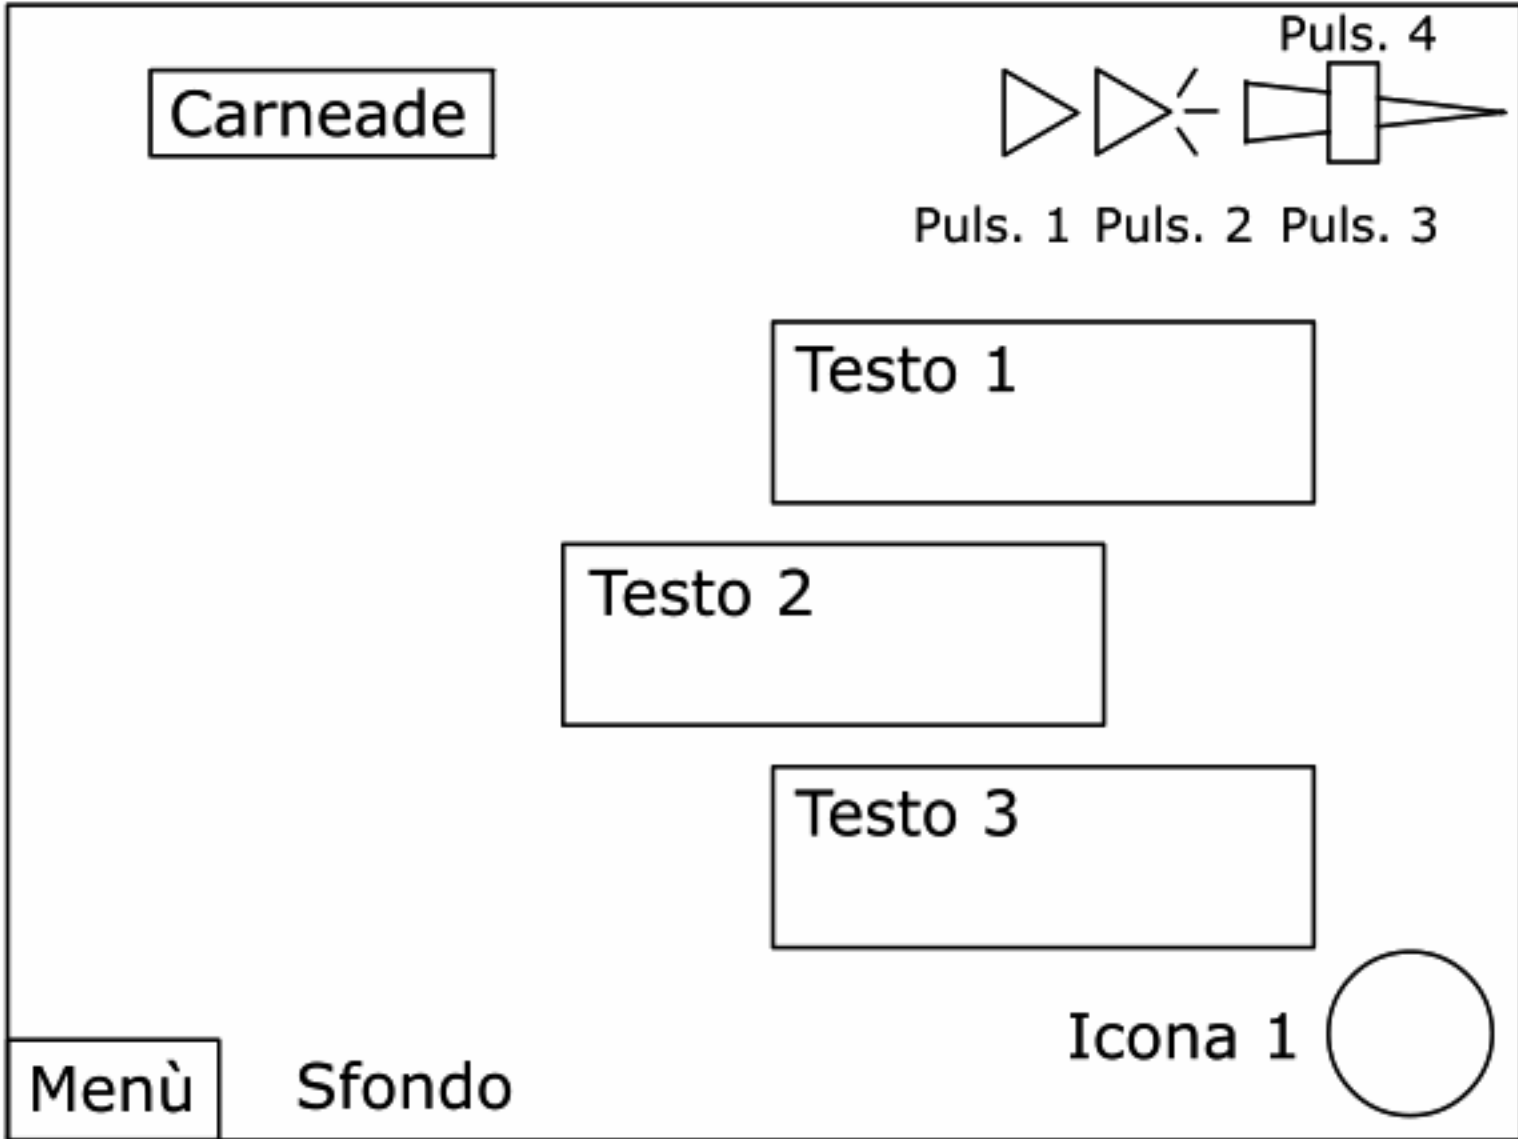 Puls. 4
Carneade
Puls. 1 Puls. 2 Puls. 3
Testo 1
Testo 2
Testo 3
Icona 1
Menù
Sfondo